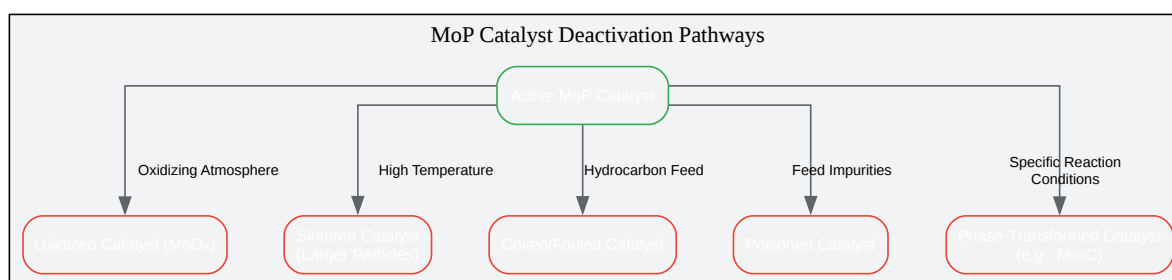 MoP Catalyst Deactivation Pathways
Active MoP Catalyst
Oxidizing Atmosphere
High Temperature
Hydrocarbon Feed
Feed Impurities
Specific Reaction
Conditions
Oxidized Catalyst (MoOₓ)
Sintered Catalyst
(Larger Particles)
Coked/Fouled Catalyst
Poisoned Catalyst
Phase-Transformed Catalyst
(e.g., Mo₂C)